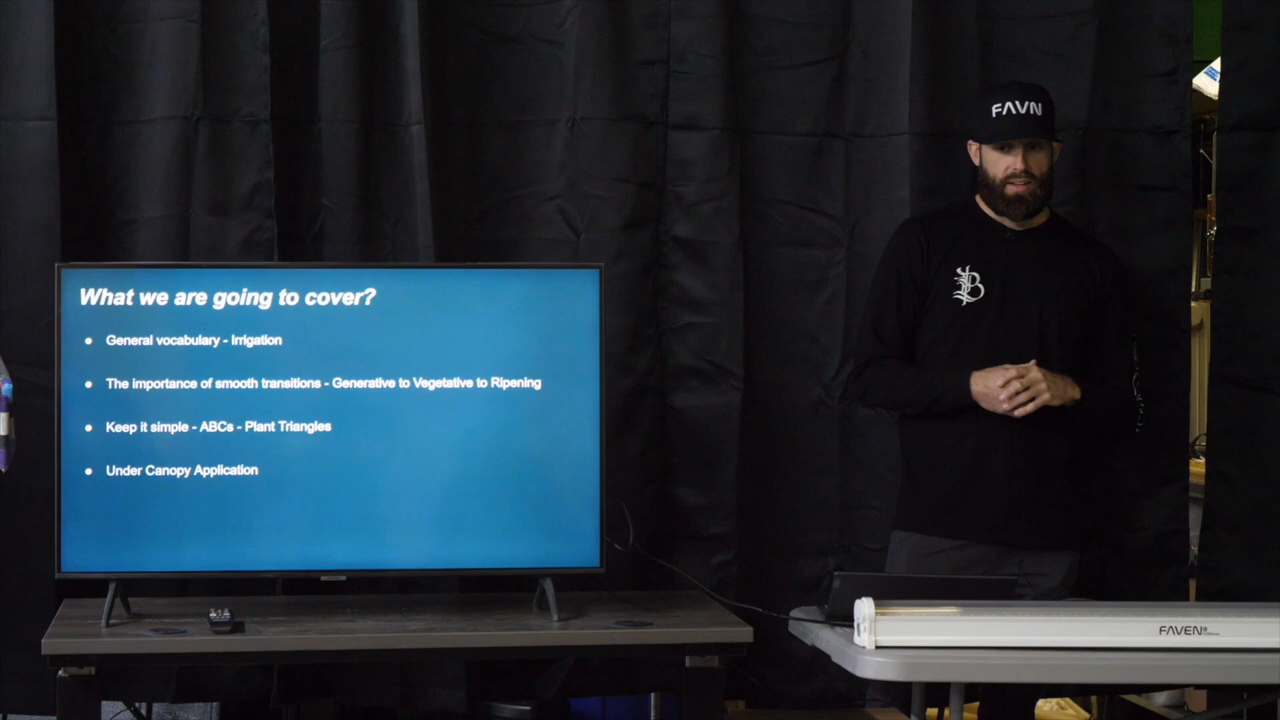 FAVN
B
What we are going to cover?
● General vocabulary - Irrigation
● The importance of smooth transitions - Generative to Vegetative to Ripening
● Keep it simple - ABCs - Plant Triangles
● Under Canopy Application
FAVEN®